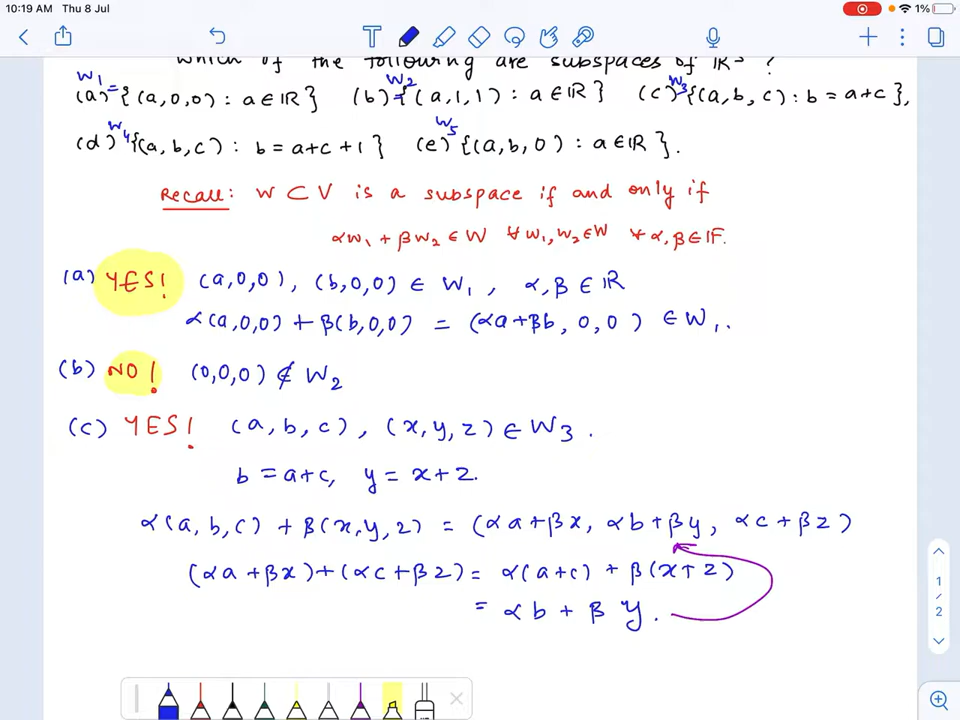 10:19 AM Thu 8 Jul 1%
which of the following are subspaces of ℝ³ ?
W₁ W₂ W₃
(a) = {(a,0,0) : a ∈ ℝ} (b) = {(a,1,1) : a ∈ ℝ} (c) {(a,b,c) : b = a+c},
W₄ W₅
(d) {(a,b,c) : b = a+c+1} (e) {(a,b,0) : a ∈ ℝ}.
Recall: W ⊂ V is a subspace if and only if
αw₁ + βw₂ ∈ W ∀ w₁,w₂ ∈ W ∀ α,β ∈ IF.
(a) YES! (a,0,0), (b,0,0) ∈ W₁, α,β ∈ ℝ
α(a,0,0) + β(b,0,0) = (αa+βb, 0, 0) ∈ W₁.
(b) NO! (0,0,0) ∉ W₂
(c) YES! (a,b,c), (x,y,z) ∈ W₃.
b = a+c, y = x+z.
α(a,b,c) + β(x,y,z) = (αa+βx, αb+βy, αc+βz)
(αa+βx)+(αc+βz) = α(a+c) + β(x+z)
= αb + βy.
1
/
2